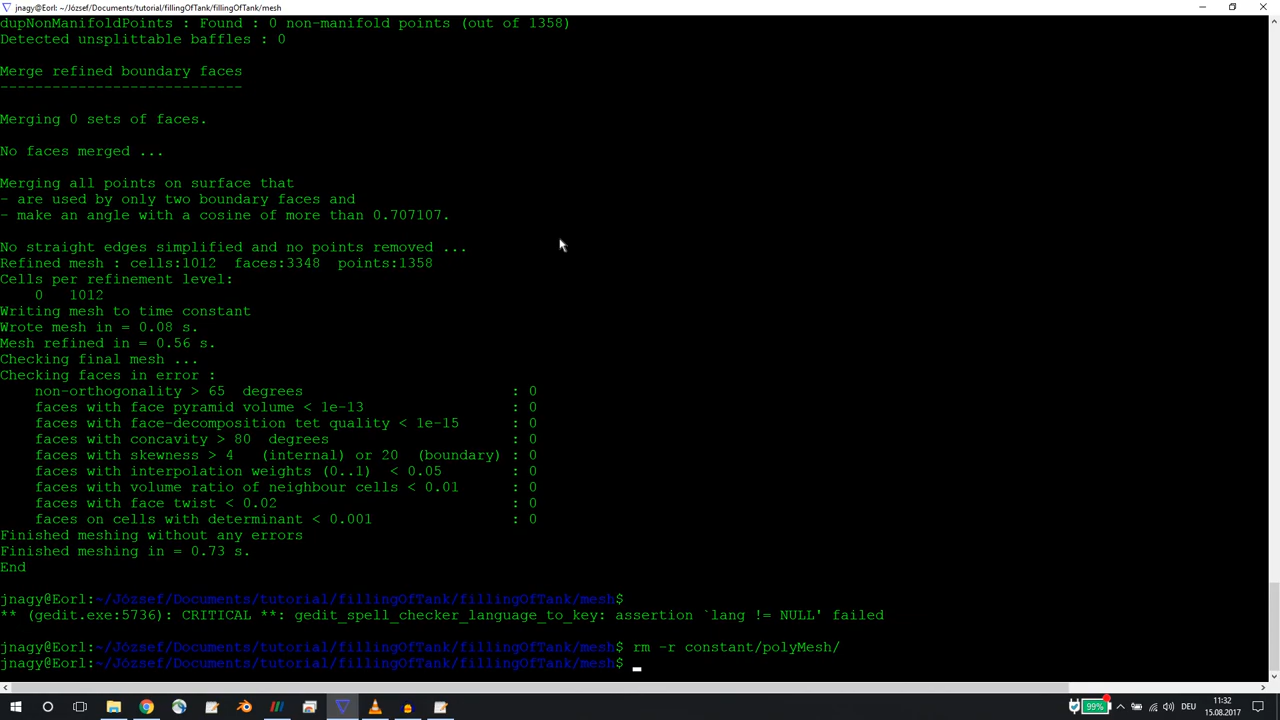 jnagy@Eorl: ~/József/Documents/tutorial/fillingOfTank/fillingOfTank/mesh
dupNonManifoldPoints : Found : 0 non-manifold points (out of 1358)
Detected unsplittable baffles : 0
Merge refined boundary faces
----------------------------
Merging 0 sets of faces.
No faces merged ...
Merging all points on surface that
- are used by only two boundary faces and
- make an angle with a cosine of more than 0.707107.
No straight edges simplified and no points removed ...
Refined mesh : cells:1012  faces:3348  points:1358
Cells per refinement level:
    0   1012
Writing mesh to time constant
Wrote mesh in = 0.08 s.
Mesh refined in = 0.56 s.
Checking final mesh ...
Checking faces in error :
    non-orthogonality > 65  degrees                        : 0
    faces with face pyramid volume < 1e-13                 : 0
    faces with face-decomposition tet quality < 1e-15      : 0
    faces with concavity > 80  degrees                     : 0
    faces with skewness > 4   (internal) or 20  (boundary) : 0
    faces with interpolation weights (0..1)  < 0.05        : 0
    faces with volume ratio of neighbour cells < 0.01      : 0
    faces with face twist < 0.02                           : 0
    faces on cells with determinant < 0.001                : 0
Finished meshing without any errors
Finished meshing in = 0.73 s.
End
jnagy@Eorl:~/József/Documents/tutorial/fillingOfTank/fillingOfTank/mesh$
** (gedit.exe:5736): CRITICAL **: gedit_spell_checker_language_to_key: assertion `lang != NULL' failed
jnagy@Eorl:~/József/Documents/tutorial/fillingOfTank/fillingOfTank/mesh$ rm -r constant/polyMesh/
jnagy@Eorl:~/József/Documents/tutorial/fillingOfTank/fillingOfTank/mesh$
99%
DEU
11:32
15.08.2017